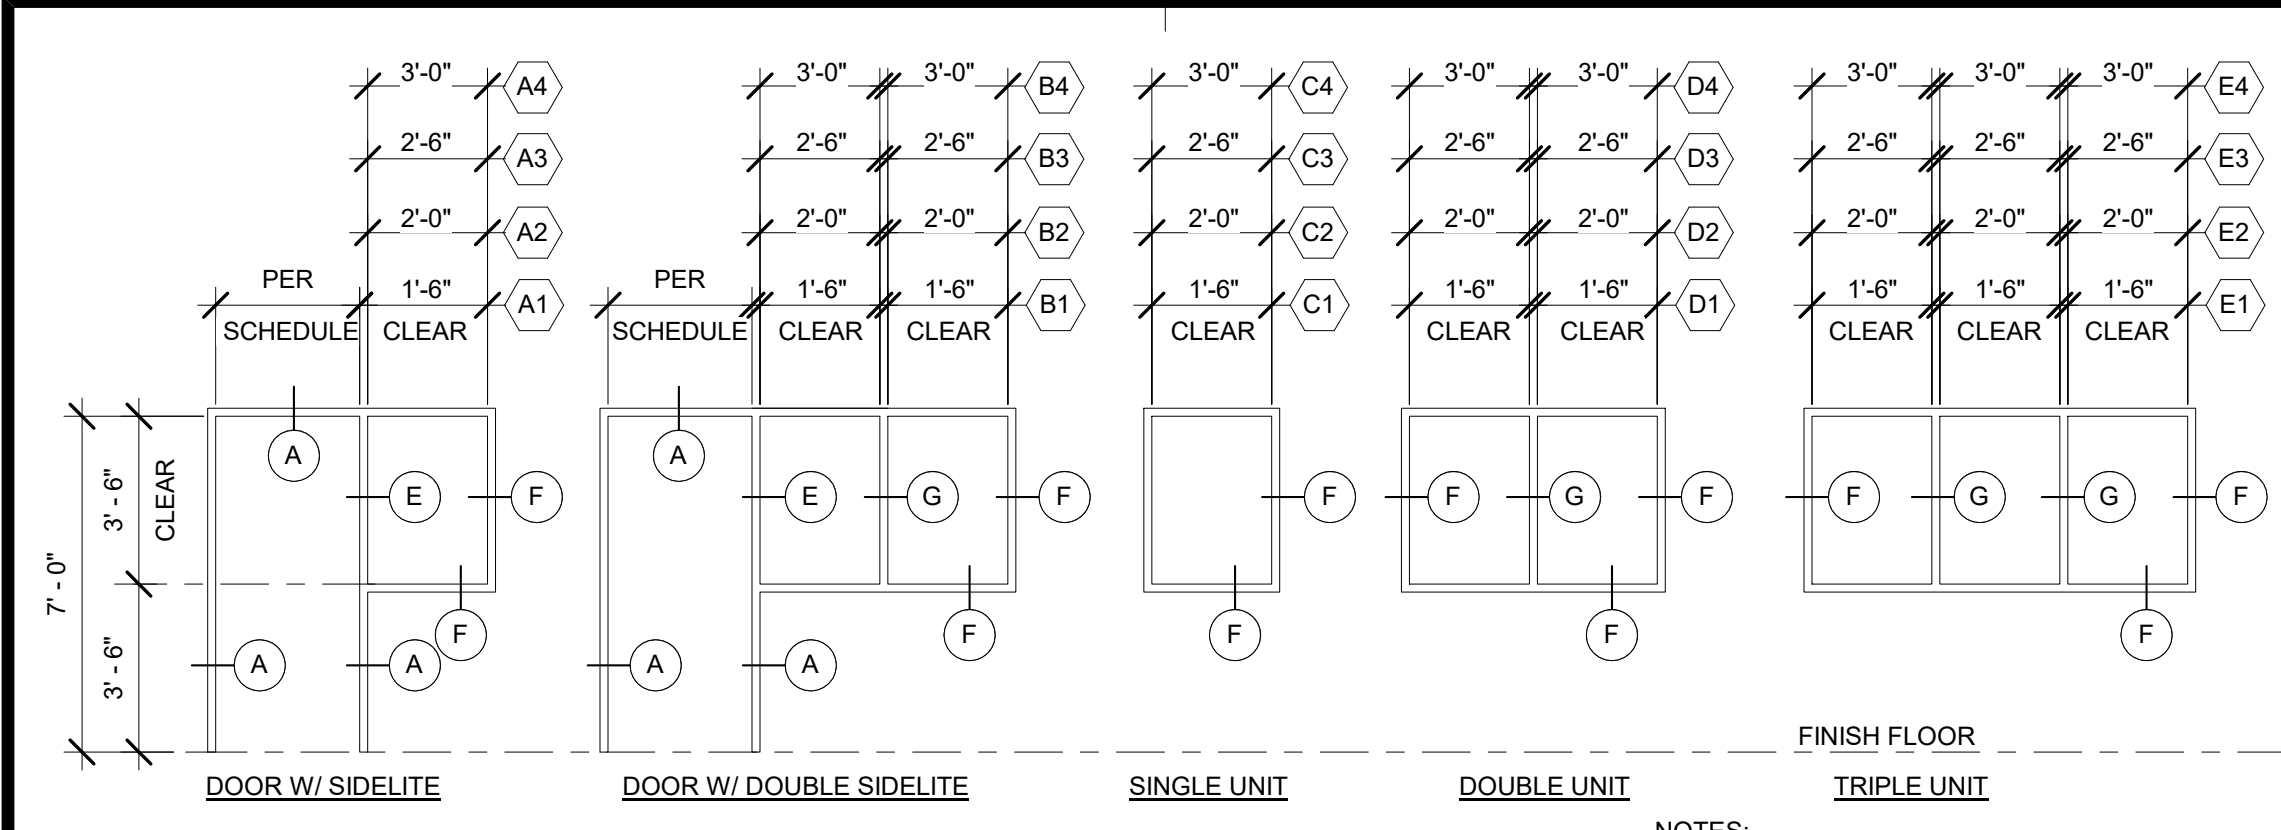 3'-0" A4 3'-0" 3'-0" B4 3'-0" C4 3'-0" 3'-0" D4 3'-0" 3'-0" 3'-0" E4
2'-6" A3 2'-6" 2'-6" B3 2'-6" C3 2'-6" 2'-6" D3 2'-6" 2'-6" 2'-6" E3
2'-0" A2 2'-0" 2'-0" B2 2'-0" C2 2'-0" 2'-0" D2 2'-0" 2'-0" 2'-0" E2
PER 1'-6" A1 PER 1'-6" 1'-6" B1 1'-6" C1 1'-6" 1'-6" D1 1'-6" 1'-6" 1'-6" E1
SCHEDULE CLEAR SCHEDULE CLEAR CLEAR CLEAR CLEAR CLEAR CLEAR CLEAR CLEAR
A A
3' - 6" CLEAR E F E G F F F G F F G G F
7' - 0"
F F F F F
3' - 6" A A A A
FINISH FLOOR
DOOR W/ SIDELITE DOOR W/ DOUBLE SIDELITE SINGLE UNIT DOUBLE UNIT TRIPLE UNIT
NOTES: